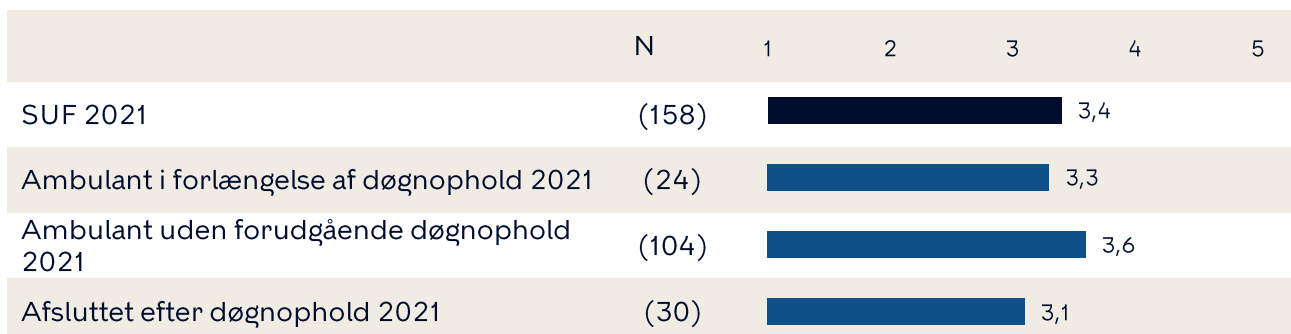 N 1 2 3 4 5
SUF 2021 (158) 3,4
Ambulant i forlængelse af døgnophold 2021 (24) 3,3
Ambulant uden forudgående døgnophold
2021 (104) 3,6
Afsluttet efter døgnophold 2021 (30) 3,1